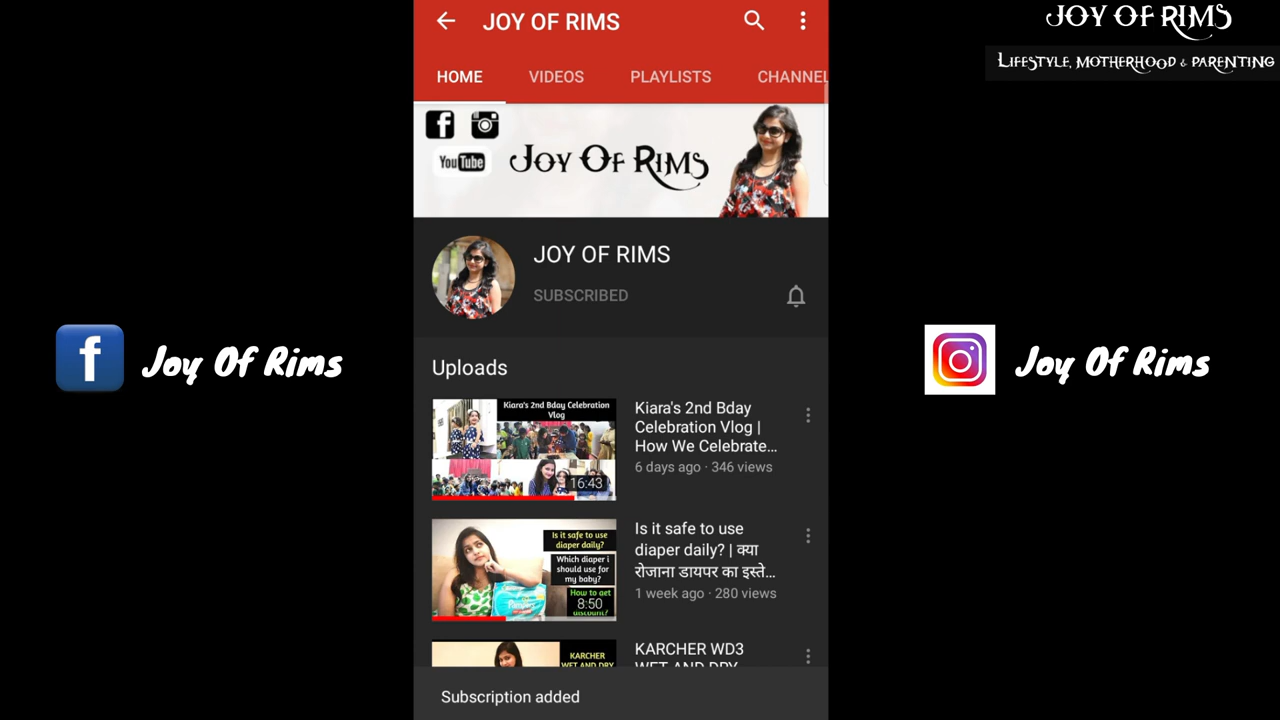 JOY OF RIMS
JOY OF RIMS
LIFESTYLE, MOTHERHOOD & PARENTING
HOME VIDEOS PLAYLISTS CHANNEL
YouTube
JOY OF RIMS
JOY OF RIMS
SUBSCRIBED
f Joy Of Rims
Joy Of Rims
Uploads
Kiara's 2nd Bday Celebration
Vlog
16:43
Kiara's 2nd Bday
Celebration Vlog |
How We Celebrate...
6 days ago · 346 views
Is it safe to use
diaper daily?
Which diaper i
should use for
my baby?
How to get
discount?
8:50
Is it safe to use
diaper daily? | क्या
रोजाना डायपर का इस्ते...
1 week ago · 280 views
KARCHER
WET AND DRY
KARCHER WD3
WET AND DRY
Subscription added